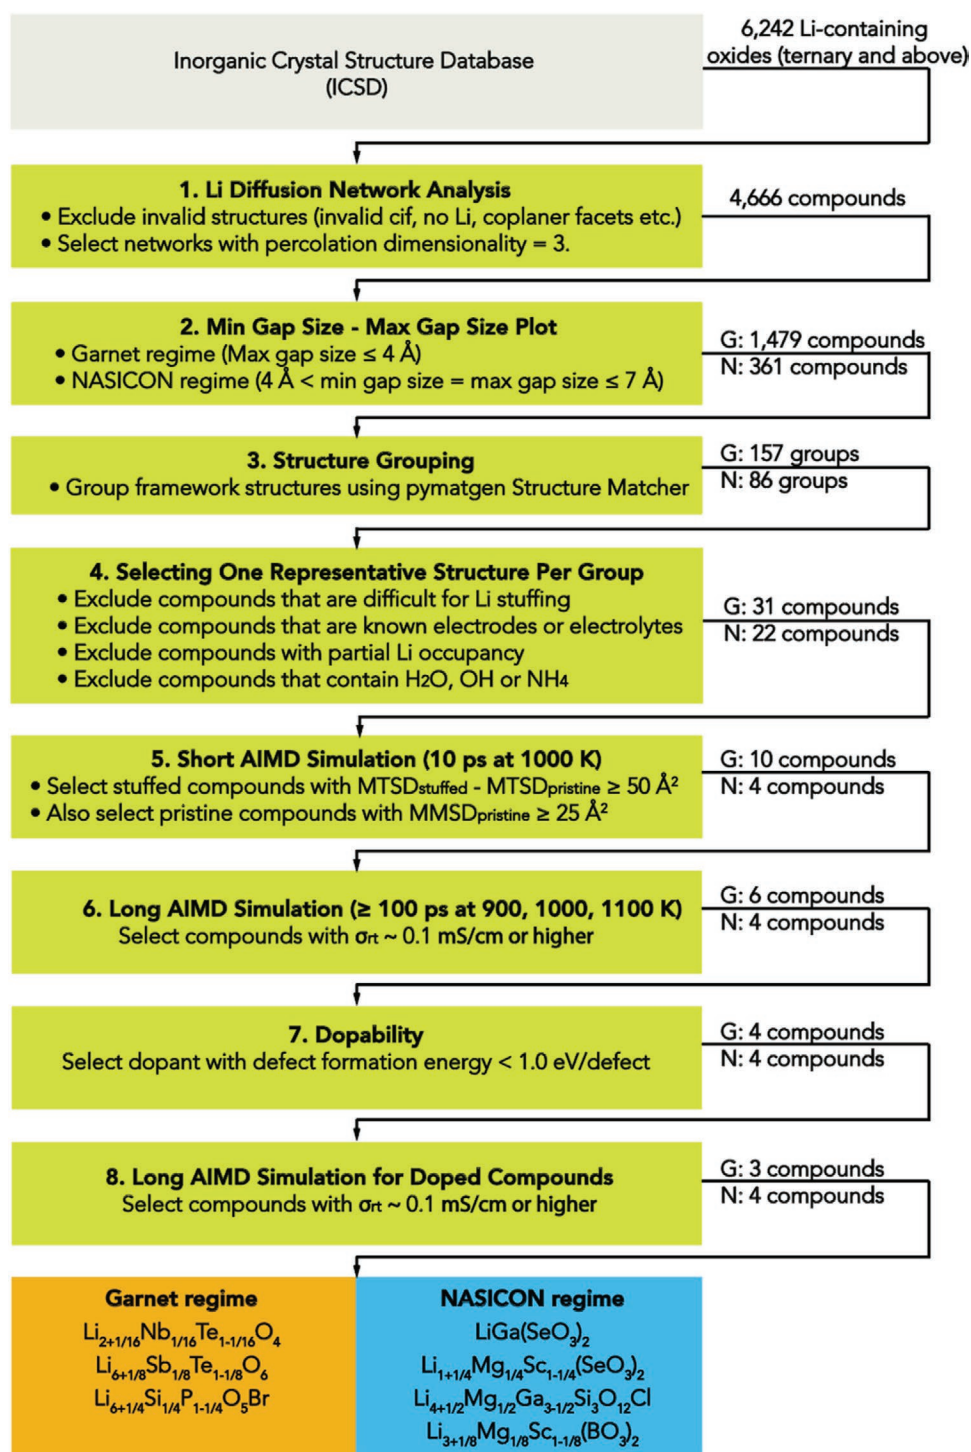 Inorganic Crystal Structure Database
(ICSD)
6,242 Li-containing
oxides (ternary and above)
1. Li Diffusion Network Analysis
• Exclude invalid structures (invalid cif, no Li, coplaner facets etc.)
• Select networks with percolation dimensionality = 3.
4,666 compounds
2. Min Gap Size - Max Gap Size Plot
• Garnet regime (Max gap size ≤ 4 Å)
• NASICON regime (4 Å < min gap size = max gap size ≤ 7 Å)
G: 1,479 compounds
N: 361 compounds
3. Structure Grouping
• Group framework structures using pymatgen Structure Matcher
G: 157 groups
N: 86 groups
4. Selecting One Representative Structure Per Group
• Exclude compounds that are difficult for Li stuffing
• Exclude compounds that are known electrodes or electrolytes
• Exclude compounds with partial Li occupancy
• Exclude compounds that contain H₂O, OH or NH₄
G: 31 compounds
N: 22 compounds
5. Short AIMD Simulation (10 ps at 1000 K)
• Select stuffed compounds with MTSDstuffed - MTSDpristine ≥ 50 Å²
• Also select pristine compounds with MMSDpristine ≥ 25 Å²
G: 10 compounds
N: 4 compounds
6. Long AIMD Simulation (≥ 100 ps at 900, 1000, 1100 K)
Select compounds with σrt ~ 0.1 mS/cm or higher
G: 6 compounds
N: 4 compounds
7. Dopability
Select dopant with defect formation energy < 1.0 eV/defect
G: 4 compounds
N: 4 compounds
8. Long AIMD Simulation for Doped Compounds
Select compounds with σrt ~ 0.1 mS/cm or higher
G: 3 compounds
N: 4 compounds
Garnet regime
Li₂₊₁/₁₆Nb₁/₁₆Te₁₋₁/₁₆O₄
Li₆₊₁/₈Sb₁/₈Te₁₋₁/₈O₆
Li₆₊₁/₄Si₁/₄P₁₋₁/₄O₅Br
NASICON regime
LiGa(SeO₃)₂
Li₁₊₁/₄Mg₁/₄Sc₁₋₁/₄(SeO₃)₂
Li₄₊₁/₂Mg₁/₂Ga₃₋₁/₂Si₃O₁₂Cl
Li₃₊₁/₈Mg₁/₈Sc₁₋₁/₈(BO₃)₂